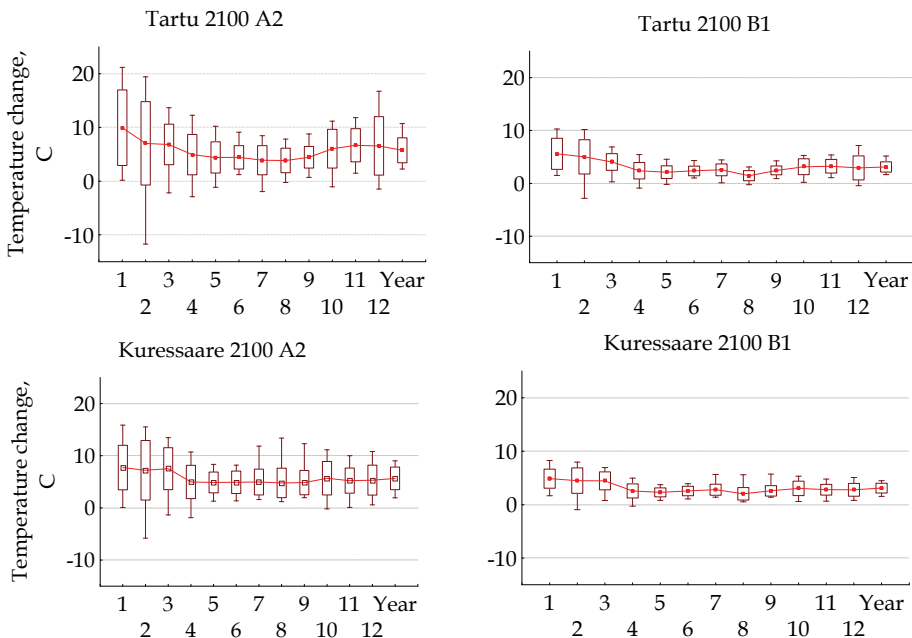 Tartu 2100 A2
Temperature change,
C
20
10
0
-10
1 3 5 7 9 11 Year
2 4 6 8 10 12
Tartu 2100 B1
20
10
0
-10
1 3 5 7 9 11 Year
2 4 6 8 10 12
Kuressaare 2100 A2
Temperature change,
C
20
10
0
-10
1 3 5 7 9 11 Year
2 4 6 8 10 12
Kuressaare 2100 B1
20
10
0
-10
1 3 5 7 9 11 Year
2 4 6 8 10 12